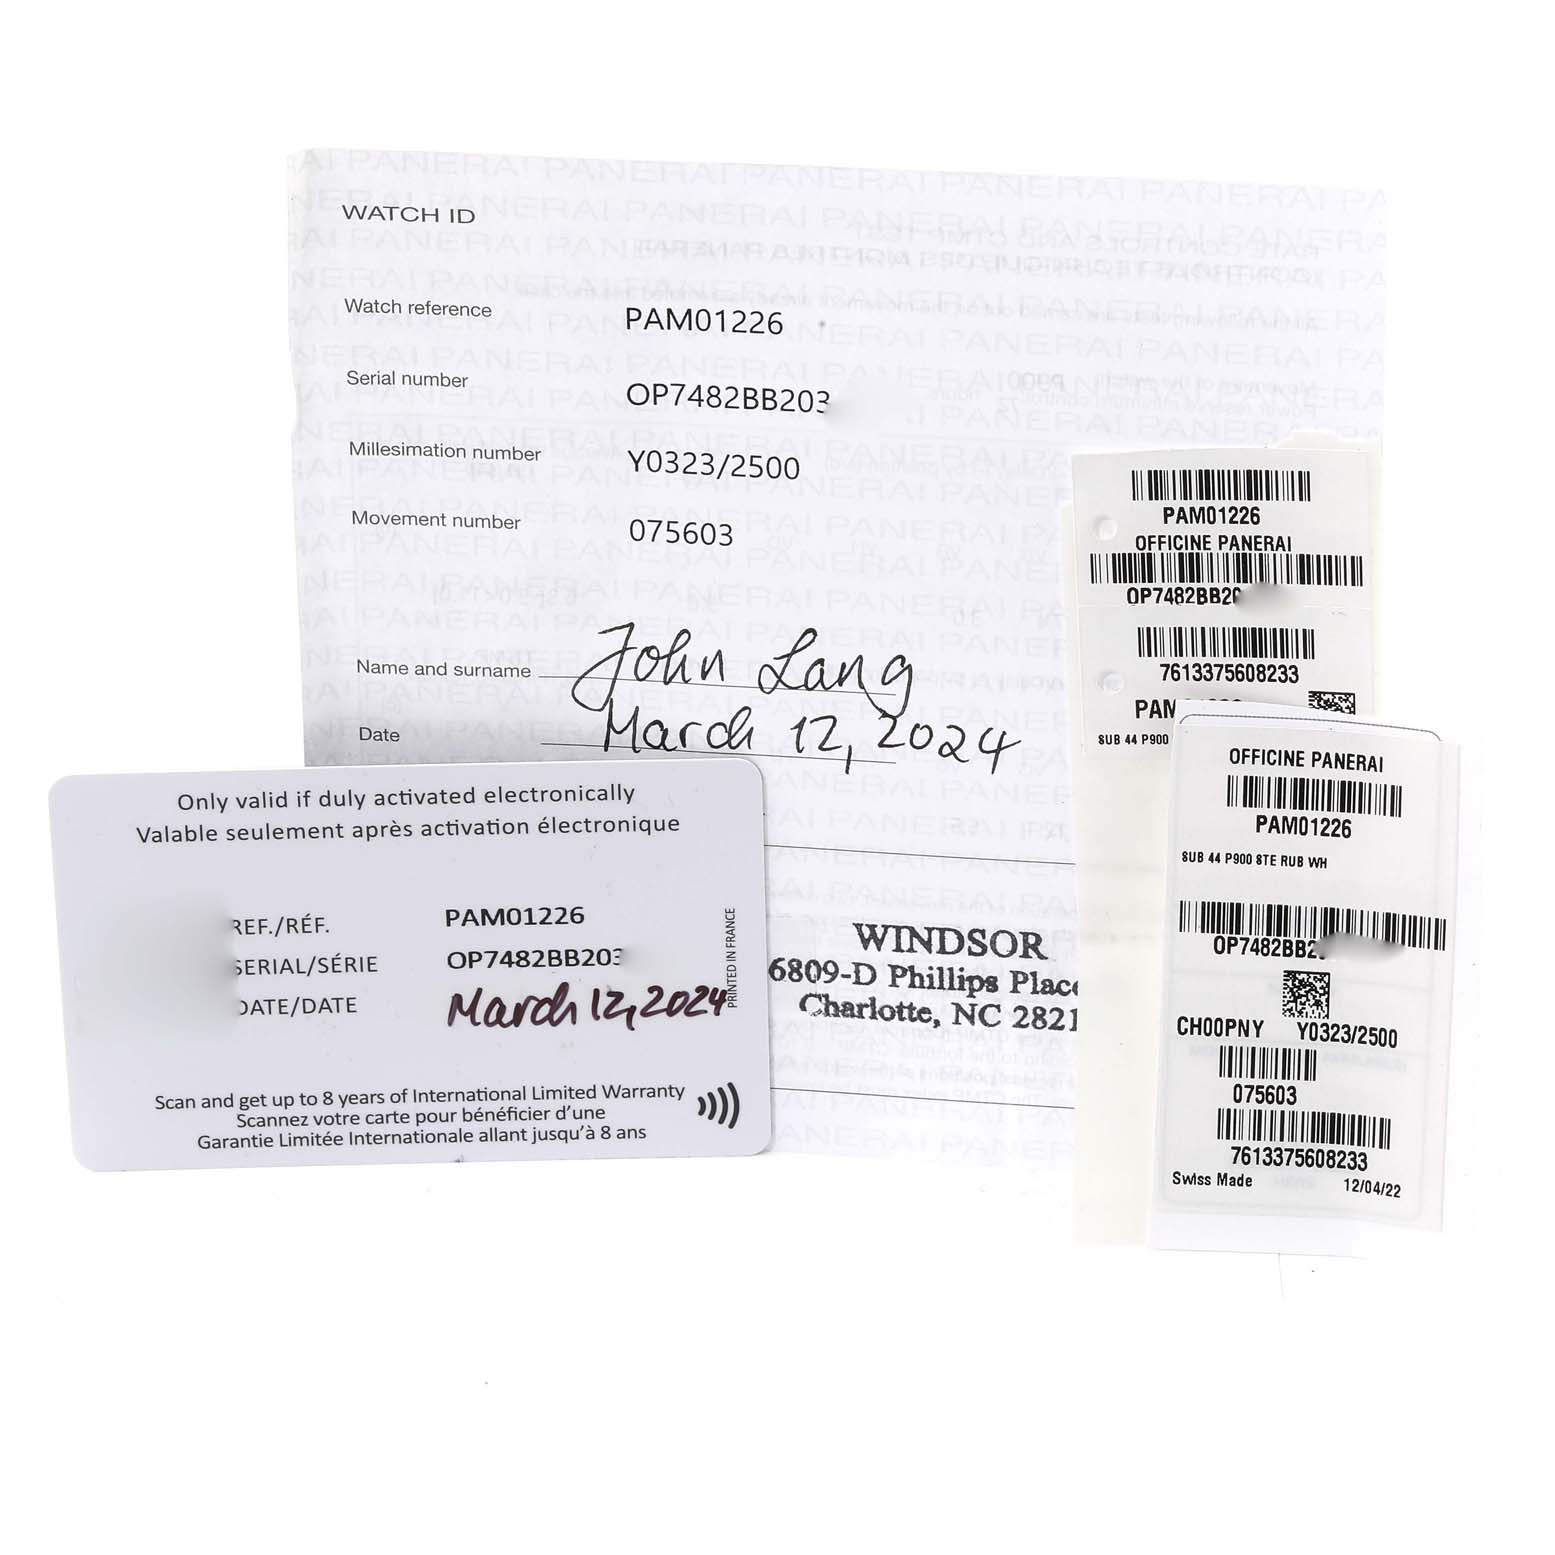 WATCH ID
Watch reference PAM01226
Serial number OP7482BB203
Millesimation number Y0323/2500
Movement number 075603
Name and surname John Lang
Date March 12, 2024
WINDSOR
6809-D Phillips Place
Charlotte, NC 2821
Only valid if duly activated electronically
Valable seulement après activation électronique
REF./RÉF. PAM01226
SERIAL/SÉRIE OP7482BB203
DATE/DATE March 12, 2024
PRINTED IN FRANCE
Scan and get up to 8 years of International Limited Warranty
Scannez votre carte pour bénéficier d'une
Garantie Limitée Internationale allant jusqu'à 8 ans
PAM01226
OFFICINE PANERAI
OP7482BB20
7613375608233
PAM
SUB 44 P900
OFFICINE PANERAI
PAM01226
SUB 44 P900 STE RUB WH
OP7482BB2
CH00PNY Y0323/2500
075603
7613375608233
Swiss Made 12/04/22